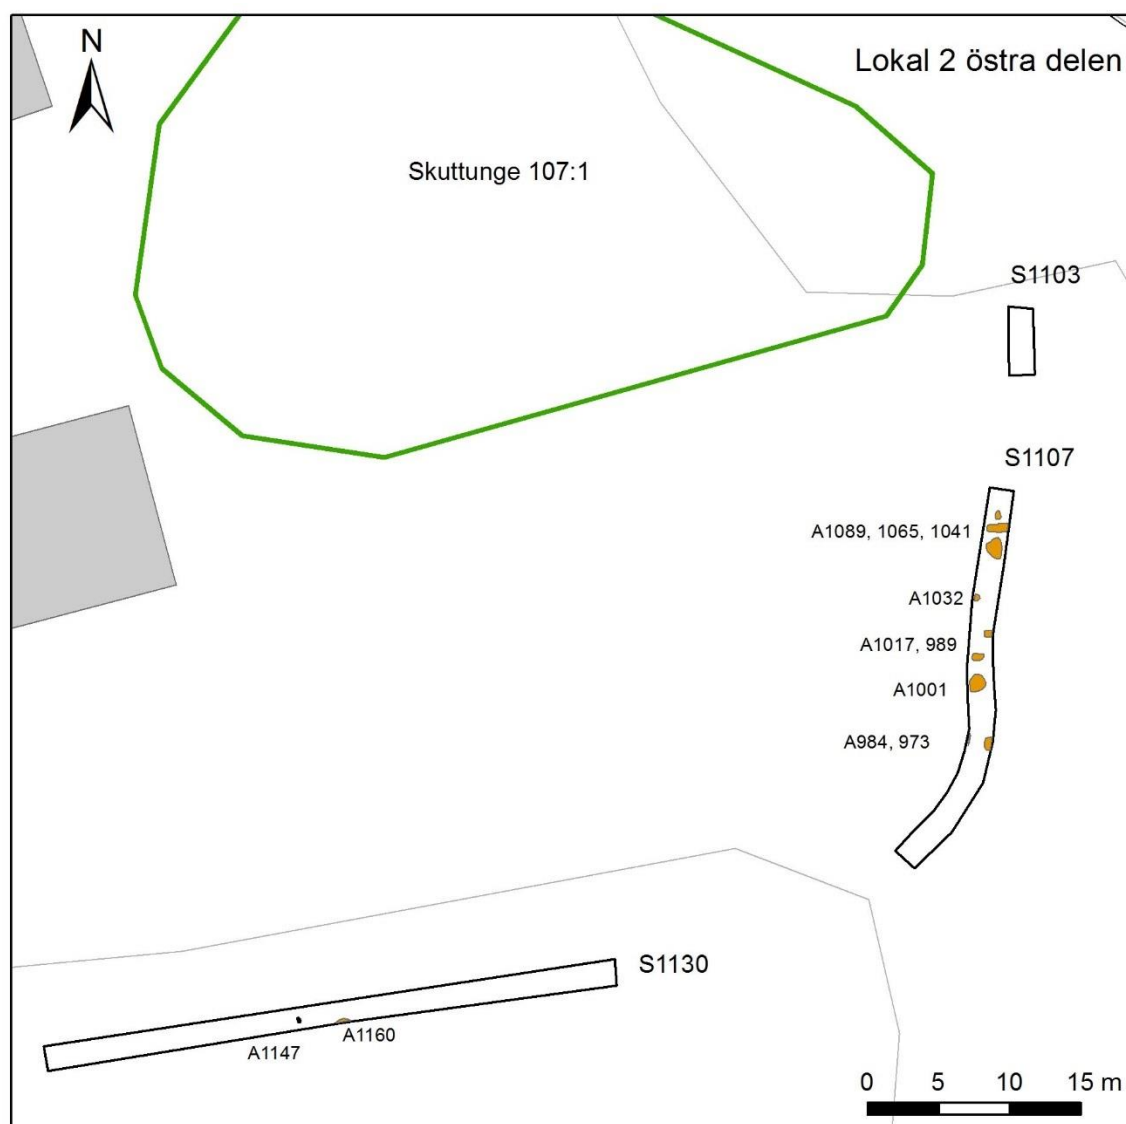 N
Lokal 2 östra delen
Skuttunge 107:1
S1103
S1107
A1089, 1065, 1041
A1032
A1017, 989
A1001
A984, 973
S1130
A1160
A1147
0 5 10 15 m